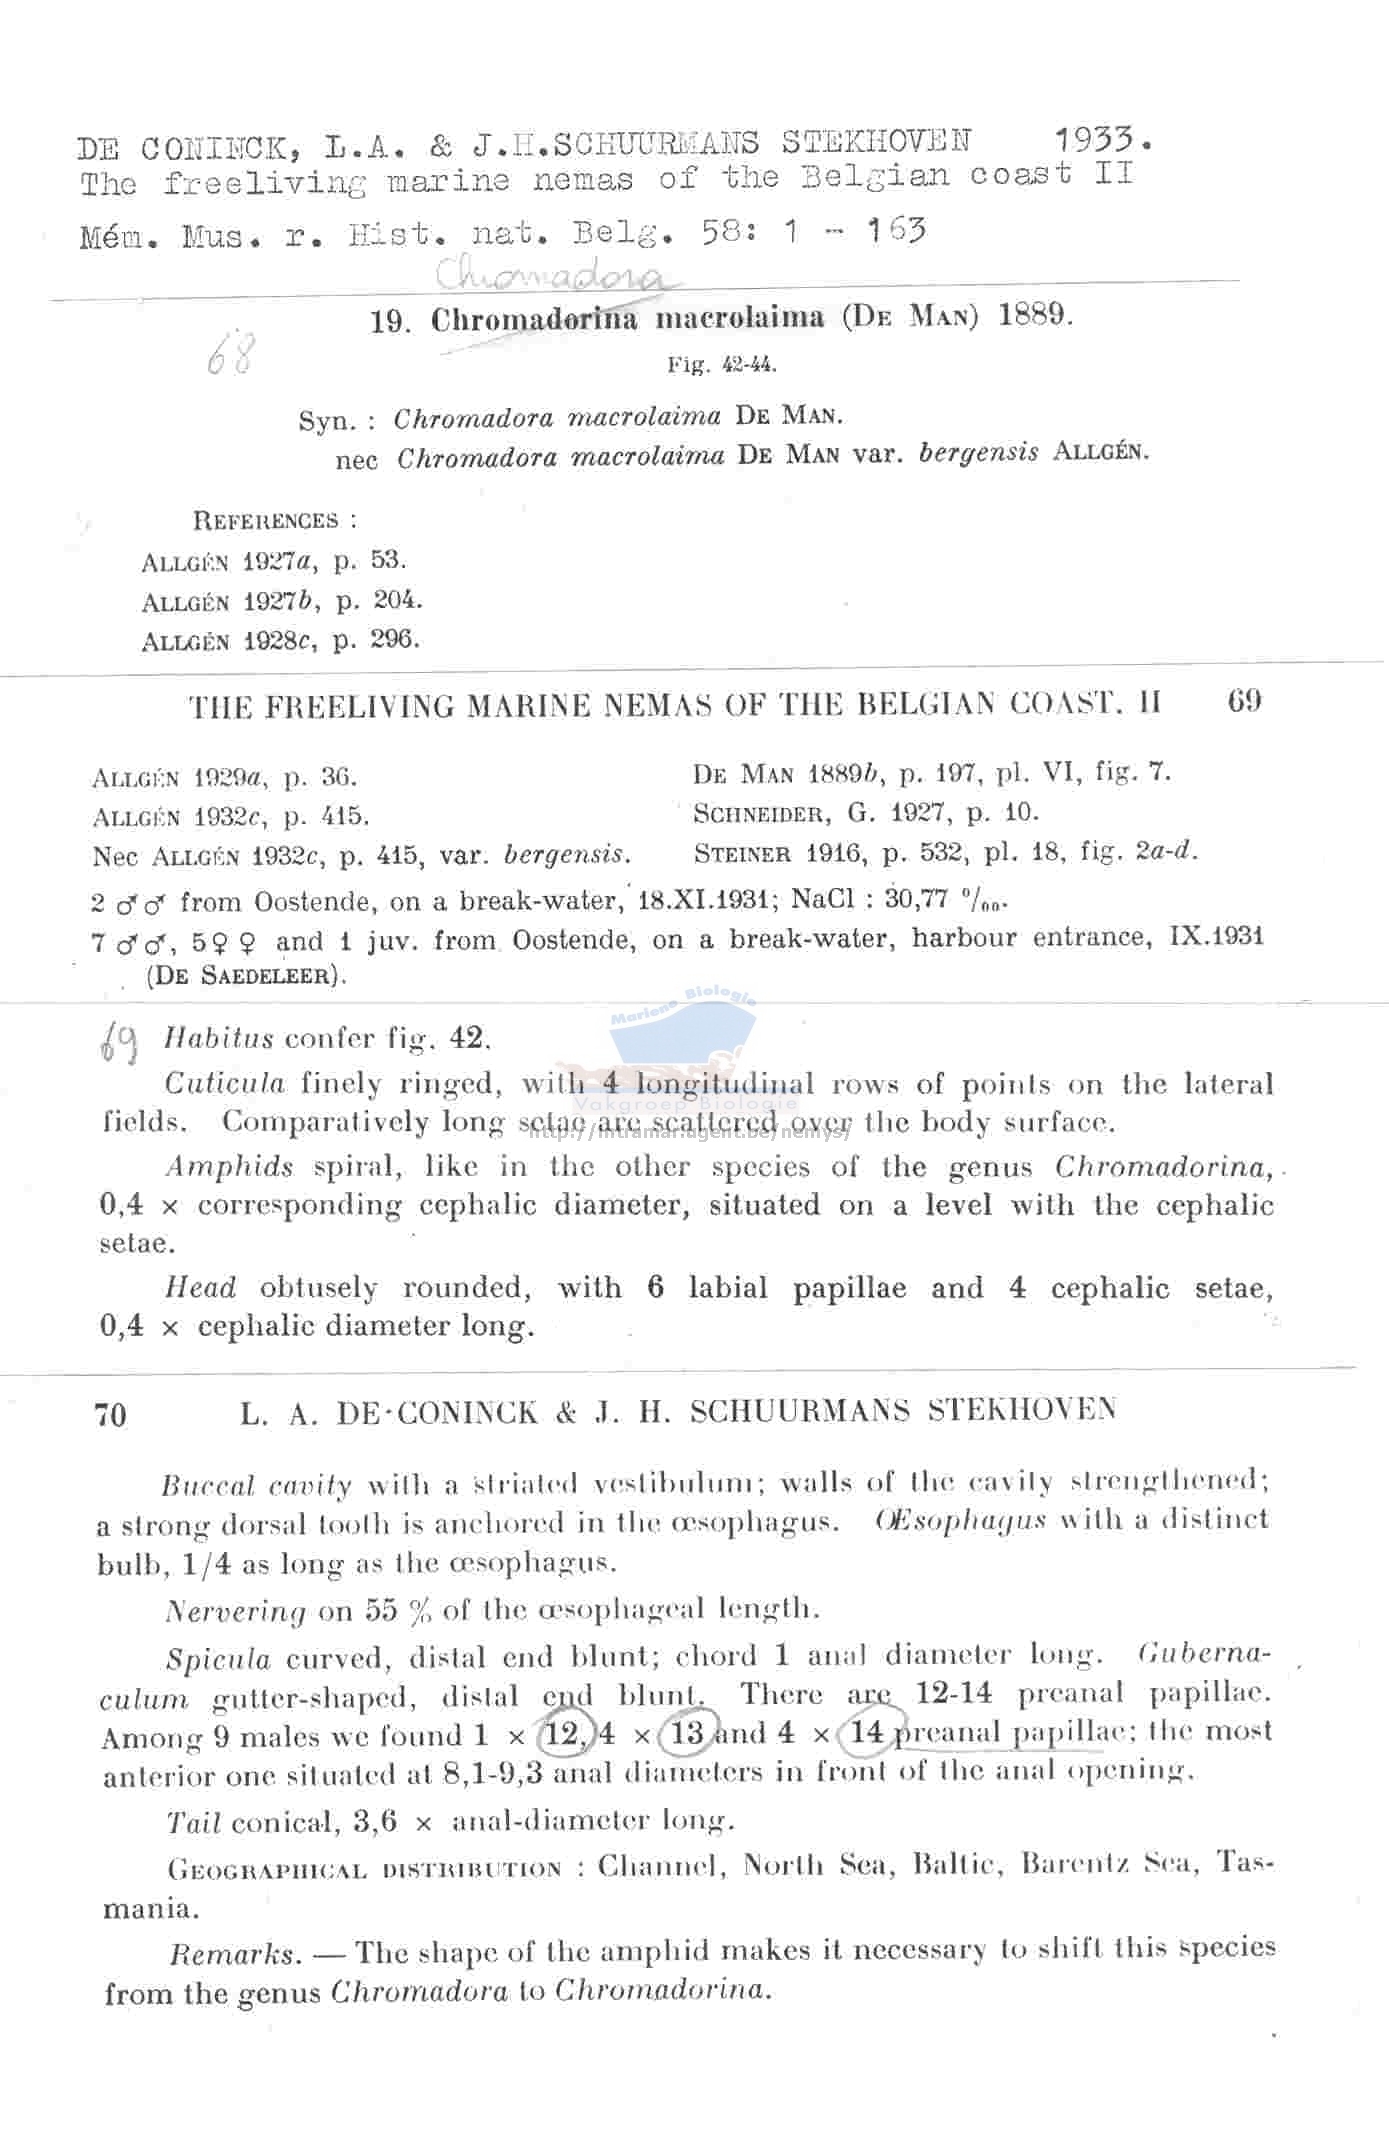 DE CONINCK, L.A. & J.H.SCHUURMANS STEKHOVEN 1933.
The freeliving marine nemas of the Belgian coast II
Mém. Mus. r. Hist. nat. Belg. 58: 1 - 163
Chromadora
19. Chromadorina macrolaima (DE MAN) 1889.
68
Fig. 42-44.
Syn. : Chromadora macrolaima DE MAN.
nec Chromadora macrolaima DE MAN var. bergensis ALLGÉN.
REFERENCES :
ALLGÉN 1927a, p. 53.
ALLGÉN 1927b, p. 204.
ALLGÉN 1928c, p. 296.
THE FREELIVING MARINE NEMAS OF THE BELGIAN COAST. II 69
ALLGÉN 1929a, p. 36.
ALLGÉN 1932c, p. 415.
Nec ALLGÉN 1932c, p. 415, var. bergensis.
DE MAN 1889b, p. 197, pl. VI, fig. 7.
SCHNEIDER, G. 1927, p. 10.
STEINER 1916, p. 532, pl. 18, fig. 2a-d.
2 ♂♂ from Oostende, on a break-water, 18.XI.1931; NaCl : 30,77 ‰.
7 ♂♂, 5♀♀ and 1 juv. from Oostende, on a break-water, harbour entrance, IX.1931
(DE SAEDELEER).
Mariene Biologie
69 Habitus confer fig. 42.
Cuticula finely ringed, with 4 longitudinal rows of points on the lateral
Vakgroep Biologie
fields. Comparatively long setae are scattered over the body surface.
http://intramar.ugent.be/nemys/
Amphids spiral, like in the other species of the genus Chromadorina,
0,4 × corresponding cephalic diameter, situated on a level with the cephalic
setae.
Head obtusely rounded, with 6 labial papillae and 4 cephalic setae,
0,4 × cephalic diameter long.
70 L. A. DE CONINCK & J. H. SCHUURMANS STEKHOVEN
Buccal cavity with a striated vestibulum; walls of the cavity strengthened;
a strong dorsal tooth is anchored in the œsophagus. Œsophagus with a distinct
bulb, 1/4 as long as the œsophagus.
Nervering on 55 % of the œsophageal length.
Spicula curved, distal end blunt; chord 1 anal diameter long. Guberna-
culum gutter-shaped, distal end blunt. There are 12-14 preanal papillae.
Among 9 males we found 1 × 12, 4 × 13 and 4 × 14 preanal papillae; the most
anterior one situated at 8,1-9,3 anal diameters in front of the anal opening.
Tail conical, 3,6 × anal-diameter long.
GEOGRAPHICAL DISTRIBUTION : Channel, North Sea, Baltic, Barentz Sea, Tas-
mania.
Remarks. — The shape of the amphid makes it necessary to shift this species
from the genus Chromadora to Chromadorina.